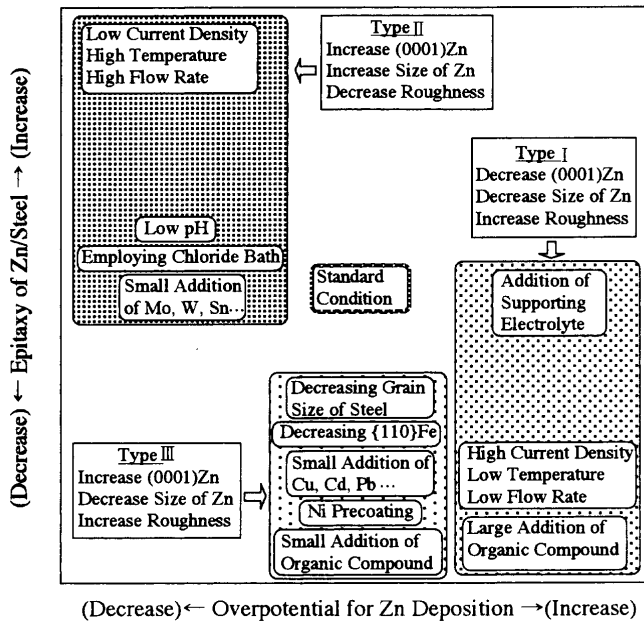 Low Current Density
High Temperature
High Flow Rate
Type Ⅱ
Increase (0001)Zn
Increase Size of Zn
Decrease Roughness
Type Ⅰ
Decrease (0001)Zn
Decrease Size of Zn
Increase Roughness
Low pH
Employing Chloride Bath
Small Addition
of Mo, W, Sn···
Standard
Condition
Addition of
Supporting
Electrolyte
Decreasing Grain
Size of Steel
Decreasing {110}Fe
Small Addition of
Cu, Cd, Pb ···
Ni Precoating
Small Addition of
Organic Compound
Type Ⅲ
Increase (0001)Zn
Decrease Size of Zn
Increase Roughness
High Current Density
Low Temperature
Low Flow Rate
Large Addition of
Organic Compound
(Decrease) ← Epitaxy of Zn/Steel → (Increase)
(Decrease)← Overpotential for Zn Deposition →(Increase)